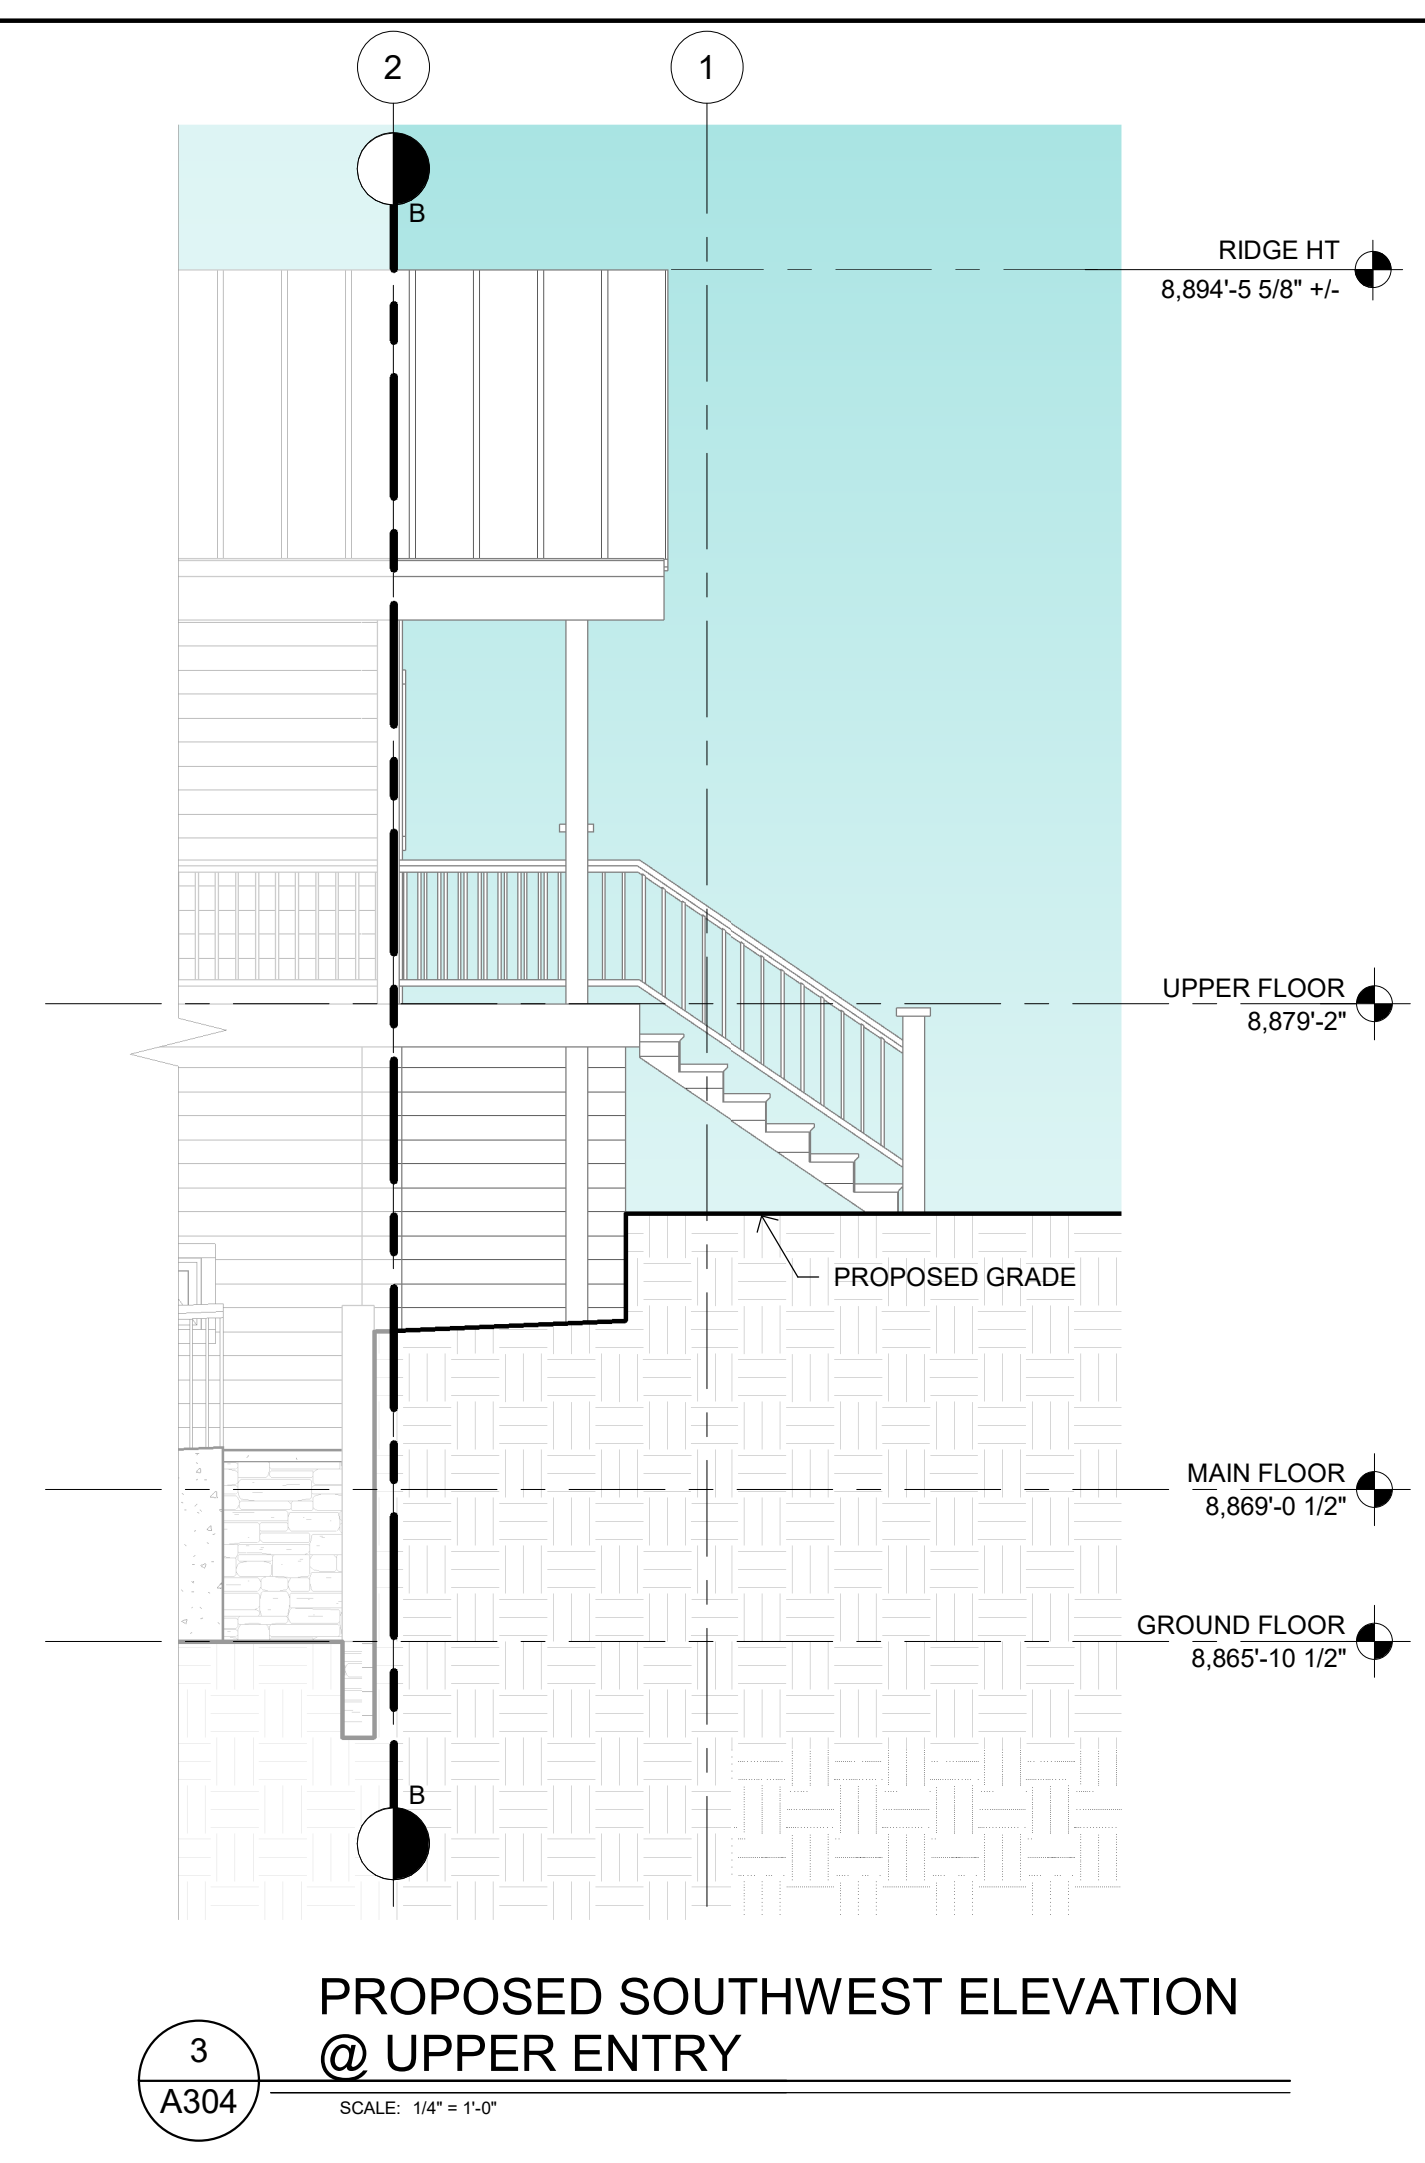 2
1
B
RIDGE HT
8,894'-5 5/8" +/-
UPPER FLOOR
8,879'-2"
PROPOSED GRADE
MAIN FLOOR
8,869'-0 1/2"
GROUND FLOOR
8,865'-10 1/2"
B
PROPOSED SOUTHWEST ELEVATION
@ UPPER ENTRY
3
A304
SCALE: 1/4" = 1'-0"